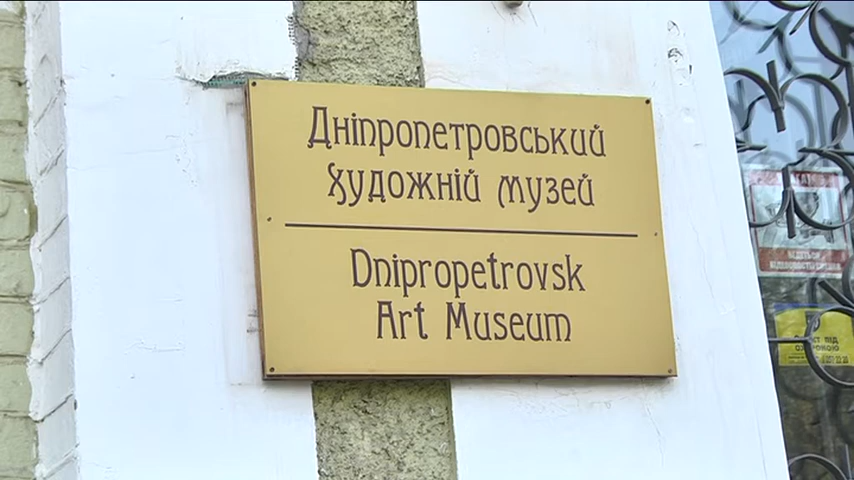 Дніпропетровський
Художній музей
Dnipropetrovsk
Art Museum